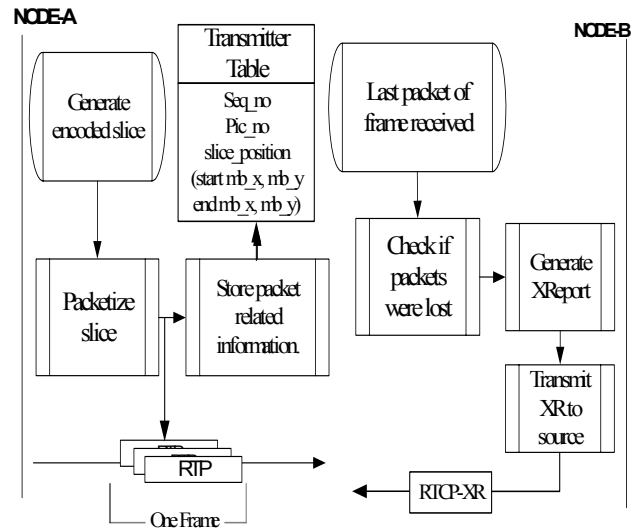 NODE-A
NODE-B
Transmitter
Table
Seq_no
Pic_no
slice_position
(start mb_x, mb_y
end mb_x, mb_y)
Generate
encoded slice
Last packet of
frame received
Packetize
slice
Store packet
related
information.
Check if
packets
were lost
Generate
XReport
Transmit
XR to
source
RTP
RTCP-XR
One Frame